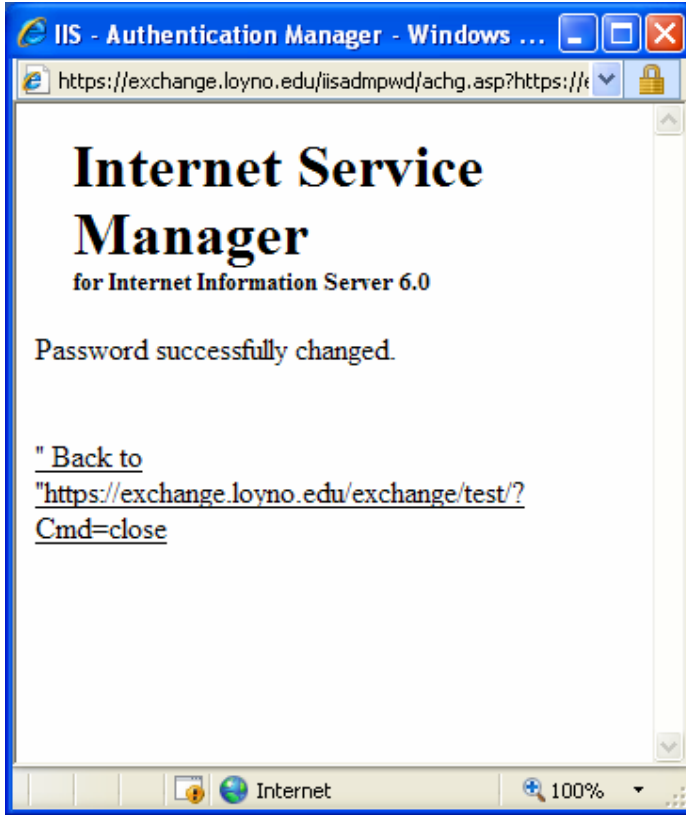 IIS - Authentication Manager - Windows ...
https://exchange.loyno.edu/iisadmpwd/achg.asp?https://e
Internet Service
Manager
for Internet Information Server 6.0
Password successfully changed.
" Back to
"https://exchange.loyno.edu/exchange/test/?
Cmd=close
Internet
100%